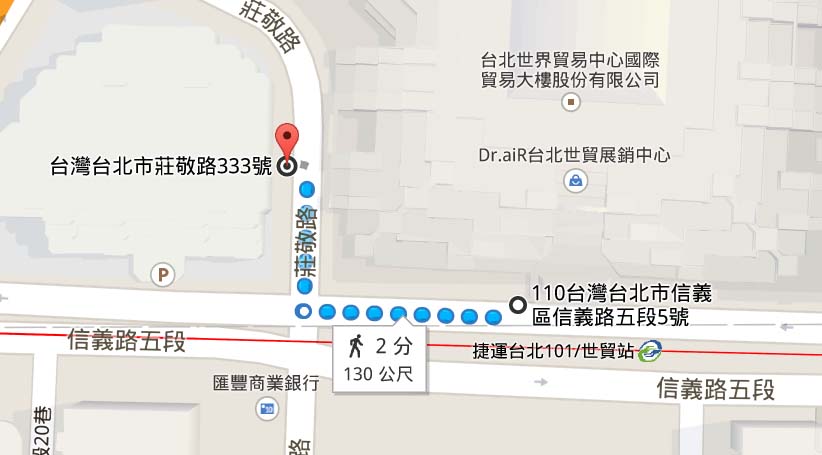 莊敬路
台北世界貿易中心國際
貿易大樓股份有限公司
Dr.aiR台北世貿展銷中心
台灣台北市莊敬路333號
莊敬路
P
110台灣台北市信義
區信義路五段5號
信義路五段
2 分
130 公尺
捷運台北101/世貿站
匯豐商業銀行
信義路五段
段20巷
路